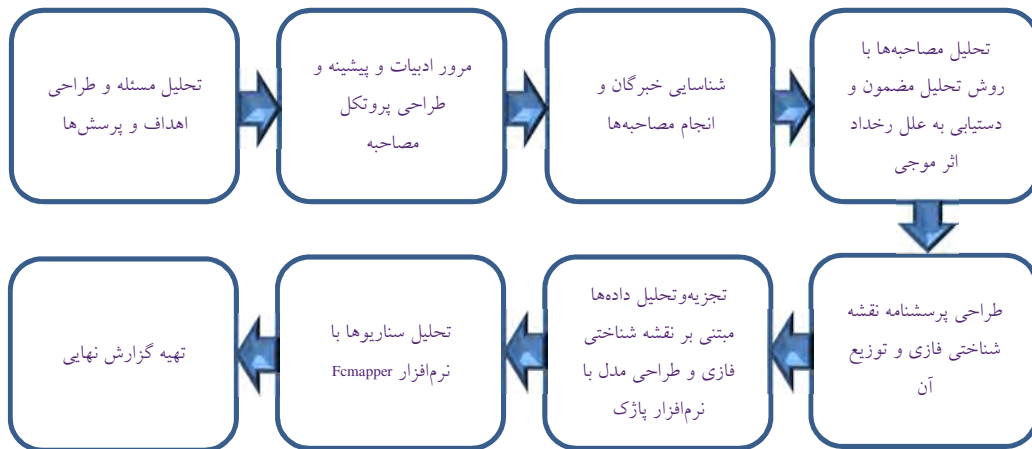 تحلیل مسئله و طراحی
اهداف و پرسش‌ها
مرور ادبیات و پیشینه و
طراحی پروتکل
مصاحبه
شناسایی خبرگان و
انجام مصاحبه‌ها
تحلیل مصاحبه‌ها با
روش تحلیل مضمون و
دستیابی به علل رخداد
اثر موجی
طراحی پرسشنامه نقشه
شناختی فازی و توزیع
آن
تجزیه‌وتحلیل داده‌ها
مبتنی بر نقشه شناختی
فازی و طراحی مدل با
نرم‌افزار پاژک
تحلیل سناریوها با
نرم‌افزار Fcmapper
تهیه گزارش نهایی